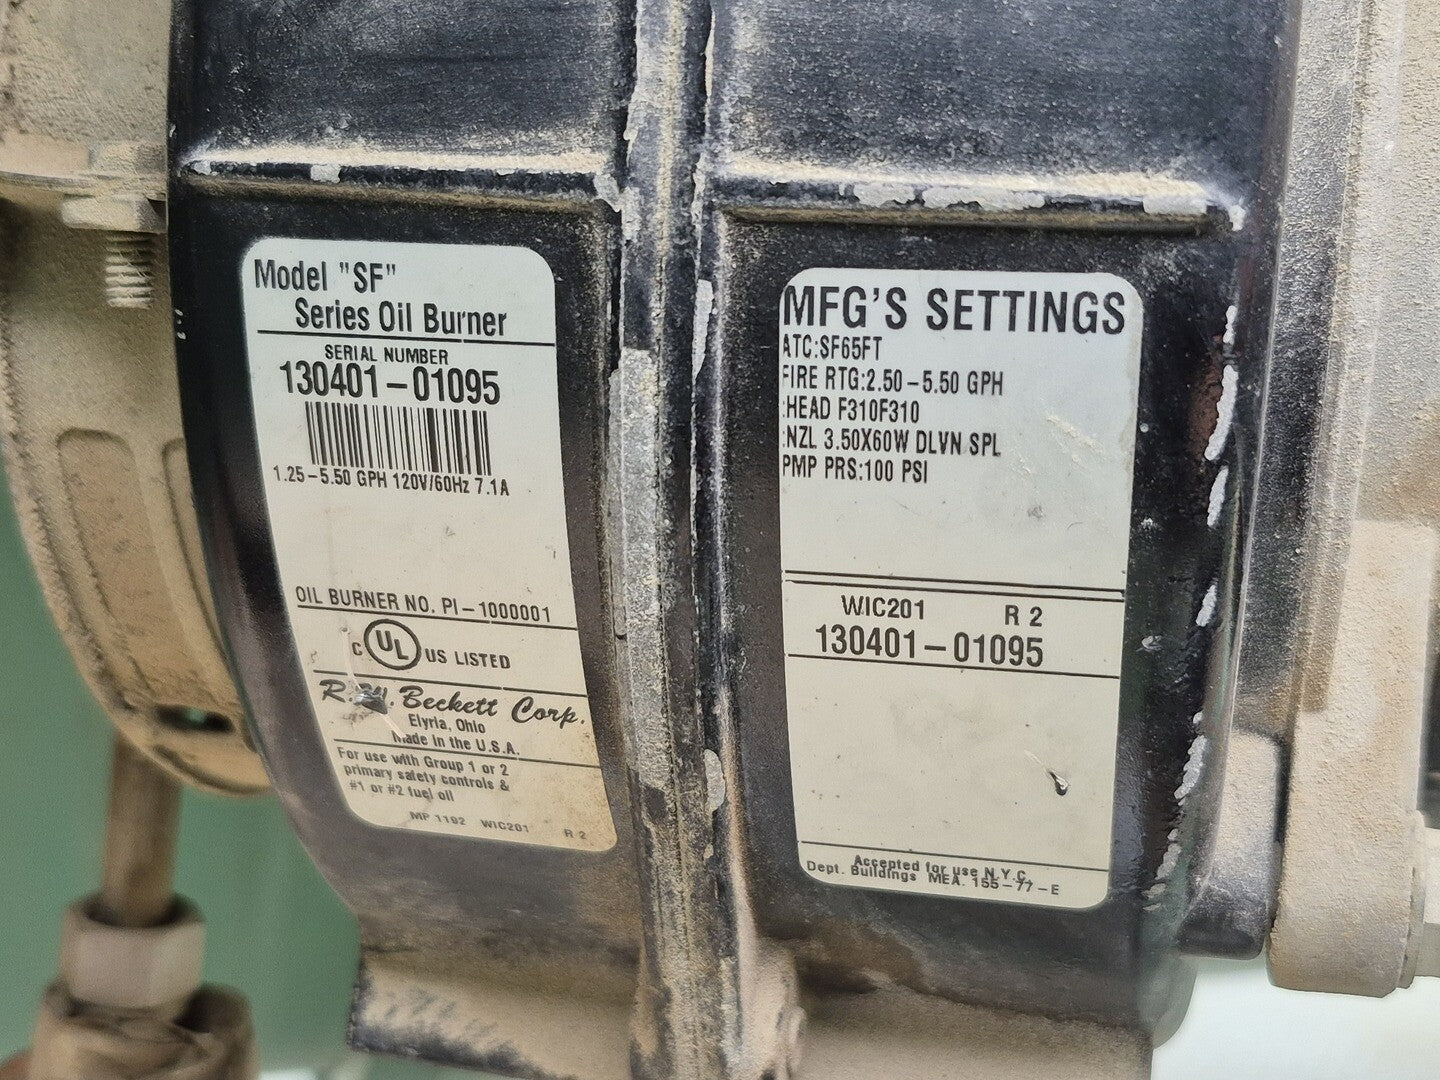 Model "SF"
Series Oil Burner
SERIAL NUMBER
130401-01095
1.25-5.50 GPH 120V/60Hz 7.1A
OIL BURNER NO. PI-1000001
C UL US LISTED
R.W. Beckett Corp.
Elyria, Ohio
Made in the U.S.A.
For use with Group 1 or 2
primary safety controls &
#1 or #2 fuel oil
MP 1192 WIC201 R 2
MFG'S SETTINGS
ATC:SF65FT
FIRE RTG:2.50-5.50 GPH
:HEAD F310F310
:NZL 3.50X60W DLVN SPL
PMP PRS:100 PSI
WIC201 R 2
130401-01095
Accepted for use N.Y.C.
Dept. Buildings MEA. 155-77-E